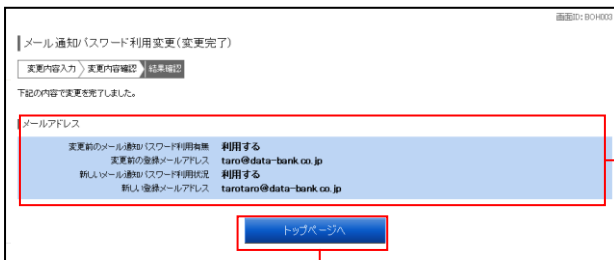 画面ID:BOH003
メール通知パスワード利用変更(変更完了)
変更内容入力 変更内容確認 結果確認
下記の内容で変更を完了しました。
メールアドレス
変更前のメール通知パスワード利用有無 利用する
変更前の登録メールアドレス taro@data-bank.co.jp
新しいメール通知パスワード利用状況 利用する
新しい登録メールアドレス tarotaro@data-bank.co.jp
トップページへ